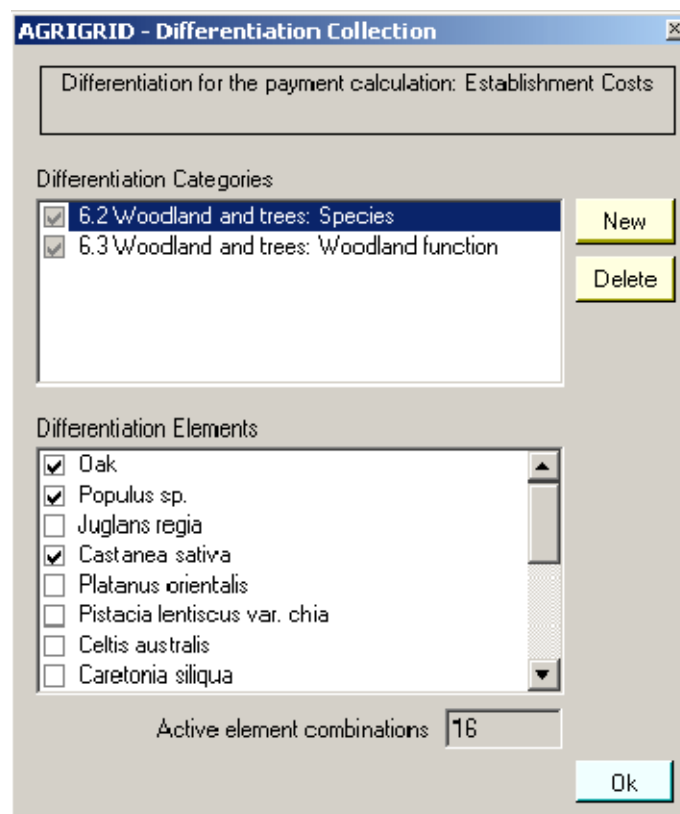 AGRIGRID - Differentiation Collection
Differentiation for the payment calculation: Establishment Costs
Differentiation Categories
6.2 Woodland and trees: Species
6.3 Woodland and trees: Woodland function
New
Delete
Differentiation Elements
Oak
Populus sp.
Juglans regia
Castanea sativa
Platanus orientalis
Pistacia lentiscus var. chia
Celtis australis
Caretonia siliqua
Active element combinations 16
Ok